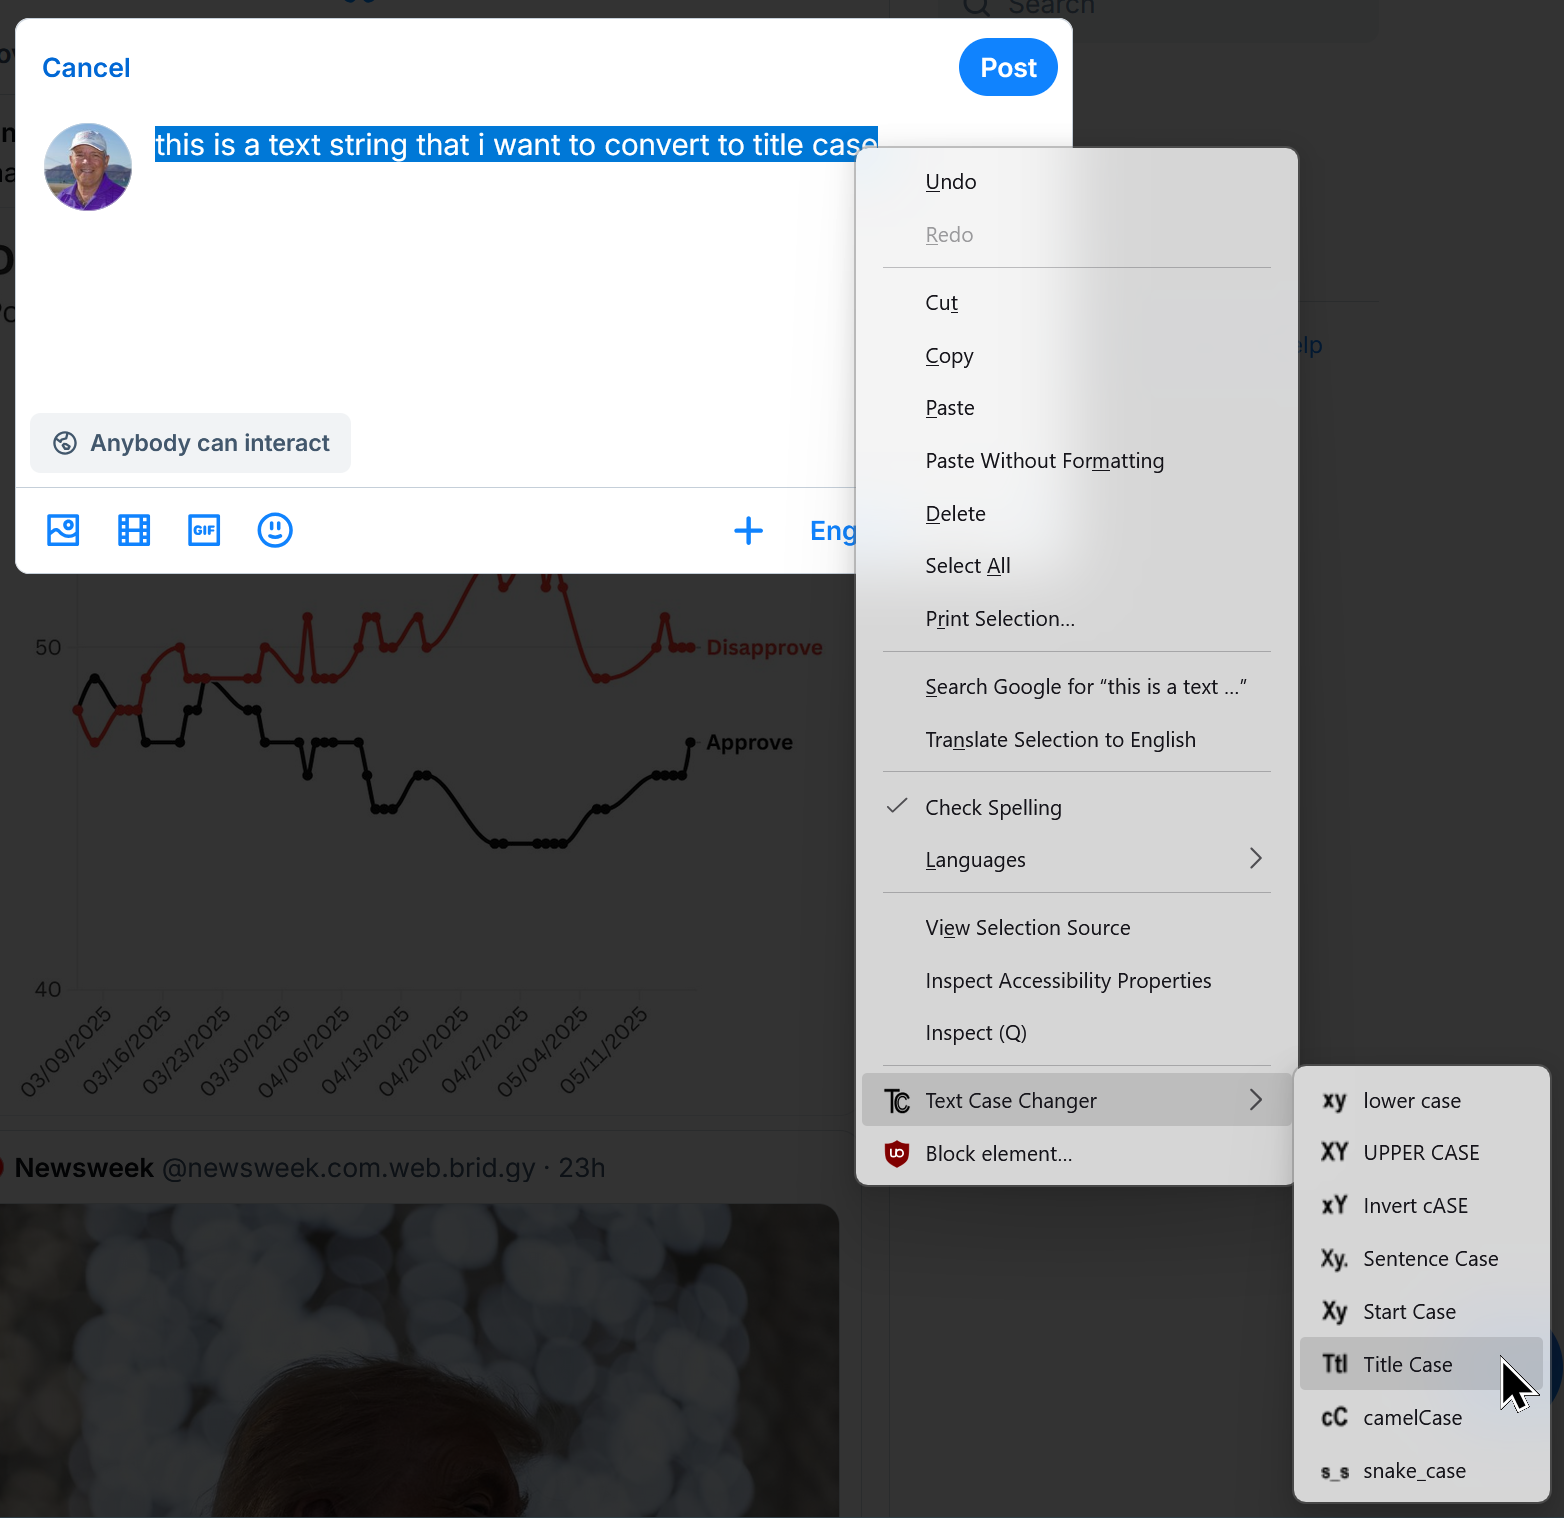 Search
Cancel
Post
this is a text string that i want to convert to title case
Anybody can interact
GIF
Eng
elp
Undo
Redo
Cut
Copy
Paste
Paste Without Formatting
Delete
Select All
Print Selection...
Search Google for “this is a text ...”
Translate Selection to English
Check Spelling
Languages
View Selection Source
Inspect Accessibility Properties
Inspect (Q)
Text Case Changer
Block element...
xy lower case
XY UPPER CASE
xY Invert cASE
Xy. Sentence Case
Xy Start Case
Ttl Title Case
cC camelCase
s_s snake_case
50
Disapprove
Approve
40
03/09/2025
03/16/2025
03/23/2025
03/30/2025
04/06/2025
04/13/2025
04/20/2025
04/27/2025
05/04/2025
05/11/2025
Newsweek @newsweek.com.web.brid.gy · 23h